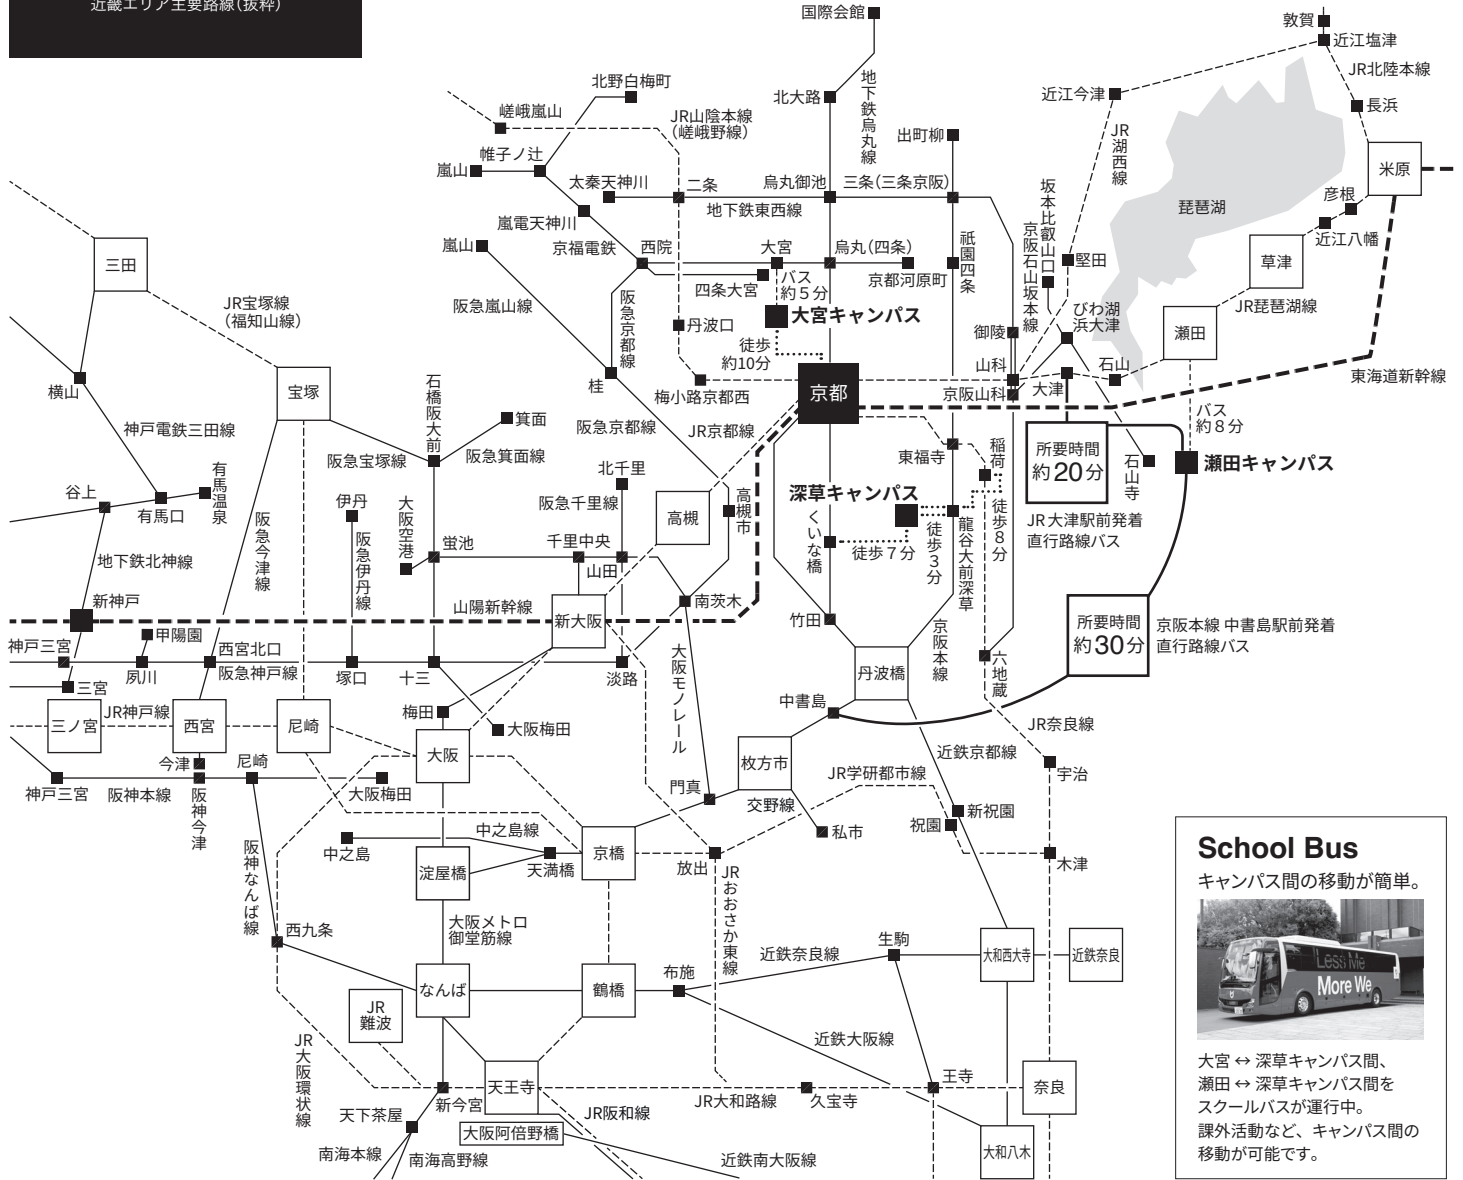 近畿エリア主要路線（抜粋）
国際会館
敦賀
近江塩津
JR北陸本線
北野白梅町
地下鉄烏丸線
北大路
近江今津
長浜
嵯峨嵐山
JR山陰本線
（嵯峨野線）
出町柳
JR湖西線
米原
帷子ノ辻
嵐山
太秦天神川
二条
烏丸御池
三条（三条京阪）
地下鉄東西線
坂本比叡山口
琵琶湖
彦根
近江八幡
嵐電天神川
嵐山
京福電鉄
西院
大宮
烏丸（四条）
祇園四条
京阪石山坂本線
堅田
草津
三田
四条大宮
バス
約５分
京都河原町
JR琵琶湖線
JR宝塚線
（福知山線）
阪急嵐山線
阪急京都線
丹波口
大宮キャンパス
びわ湖
浜大津
瀬田
御陵
徒歩
約10分
山科
石山
東海道新幹線
横山
宝塚
石橋阪大前
桂
梅小路京都西
京都
京阪山科
大津
バス
約８分
神戸電鉄三田線
箕面
阪急京都線
JR京都線
阪急宝塚線
阪急箕面線
東福寺
稲荷
所要時間
約20分
石山寺
瀬田キャンパス
有馬温泉
谷上
有馬口
北千里
阪急千里線
高槻
高槻市
深草キャンパス
伊丹
大阪空港
阪急今津線
阪急伊丹線
くいな橋
徒歩７分
徒歩３分
龍谷大前深草
徒歩８分
JR大津駅前発着
直行路線バス
地下鉄北神線
蛍池
千里中央
山田
新神戸
山陽新幹線
新大阪
南茨木
竹田
所要時間
約30分
京阪本線 中書島駅前発着
直行路線バス
甲陽園
神戸三宮
夙川
西宮北口
阪急神戸線
塚口
十三
淡路
大阪モノレール
丹波橋
京阪本線
六地蔵
三宮
梅田
中書島
三ノ宮
JR神戸線
西宮
尼崎
大阪梅田
JR奈良線
今津
尼崎
大阪
枚方市
近鉄京都線
JR学研都市線
宇治
神戸三宮
阪神本線
阪神今津
大阪梅田
門真
交野線
私市
新祝園
祝園
中之島線
中之島
淀屋橋
天満橋
京橋
放出
木津
School Bus
キャンパス間の移動が簡単。
阪神なんば線
JRおおさか東線
大阪メトロ
御堂筋線
西九条
生駒
近鉄奈良線
大和西大寺
近鉄奈良
なんば
鶴橋
布施
Less Me
More We
JR
難波
近鉄大阪線
JR大阪環状線
大宮 ↔ 深草キャンパス間、
瀬田 ↔ 深草キャンパス間を
スクールバスが運行中。
課外活動など、キャンパス間の
移動が可能です。
新今宮
天王寺
JR大和路線
久宝寺
王寺
奈良
天下茶屋
JR阪和線
大阪阿倍野橋
大和八木
南海本線
南海高野線
近鉄南大阪線